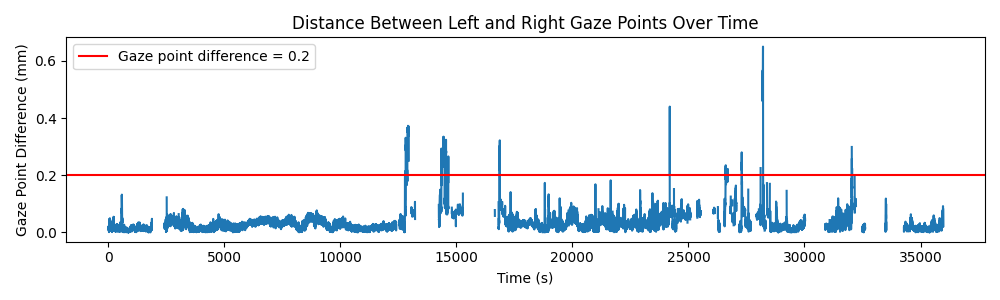 Distance Between Left and Right Gaze Points Over Time
Gaze point difference = 0.2
Gaze Point Difference (mm)
0.6
0.4
0.2
0.0
0 5000 10000 15000 20000 25000 30000 35000
Time (s)